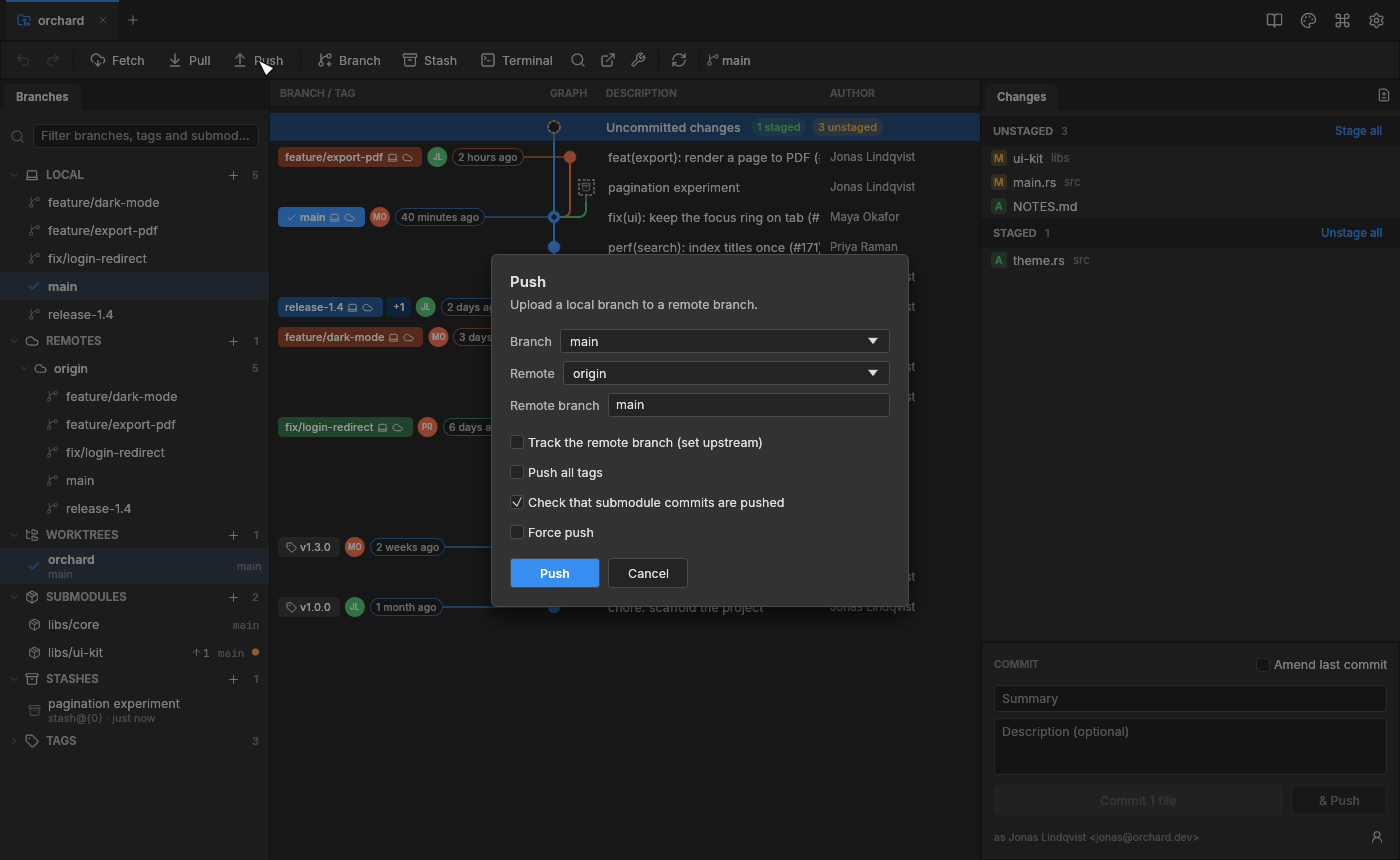 orchard
Fetch
Pull
Push
Branch
Stash
Terminal
main
Branches
Filter branches, tags and submod...
LOCAL 5
feature/dark-mode
feature/export-pdf
fix/login-redirect
main
release-1.4
REMOTES 1
origin 5
feature/dark-mode
feature/export-pdf
fix/login-redirect
main
release-1.4
WORKTREES 1
orchard
main
main
SUBMODULES 2
libs/core main
libs/ui-kit ↑1 main
STASHES 1
pagination experiment
stash@{0} · just now
TAGS 3
BRANCH / TAG GRAPH DESCRIPTION AUTHOR
Uncommitted changes 1 staged 3 unstaged
feature/export-pdf JL 2 hours ago feat(export): render a page to PDF ( Jonas Lindqvist
pagination experiment Jonas Lindqvist
main MO 40 minutes ago fix(ui): keep the focus ring on tab (# Maya Okafor
perf(search): index titles once (#171 Priya Raman
release-1.4 +1 JL 2 days
feature/dark-mode MO 3 days
fix/login-redirect PR 6 days
v1.3.0 MO 2 weeks ago
v1.0.0 JL 1 month ago chore: scaffold the project Jonas Lindqvist
Push
Upload a local branch to a remote branch.
Branch main
Remote origin
Remote branch main
Track the remote branch (set upstream)
Push all tags
Check that submodule commits are pushed
Force push
Push Cancel
Changes
UNSTAGED 3 Stage all
M ui-kit libs
M main.rs src
A NOTES.md
STAGED 1 Unstage all
A theme.rs src
COMMIT Amend last commit
Summary
Description (optional)
Commit 1 file & Push
as Jonas Lindqvist <jonas@orchard.dev>